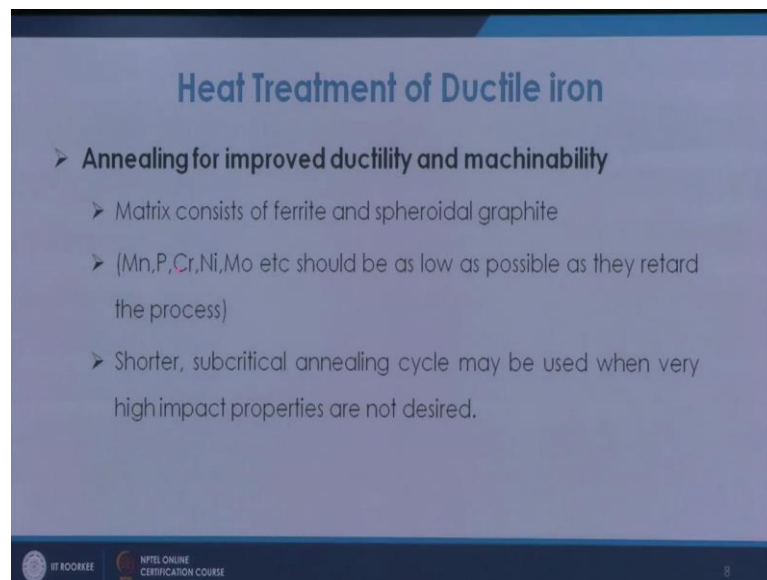 Heat Treatment of Ductile iron
➢ Annealing for improved ductility and machinability
➢ Matrix consists of ferrite and spheroidal graphite
➢ (Mn,P,Cr,Ni,Mo etc should be as low as possible as they retard
the process)
➢ Shorter, subcritical annealing cycle may be used when very
high impact properties are not desired.
IIT ROORKEE
NPTEL ONLINE
CERTIFICATION COURSE
8